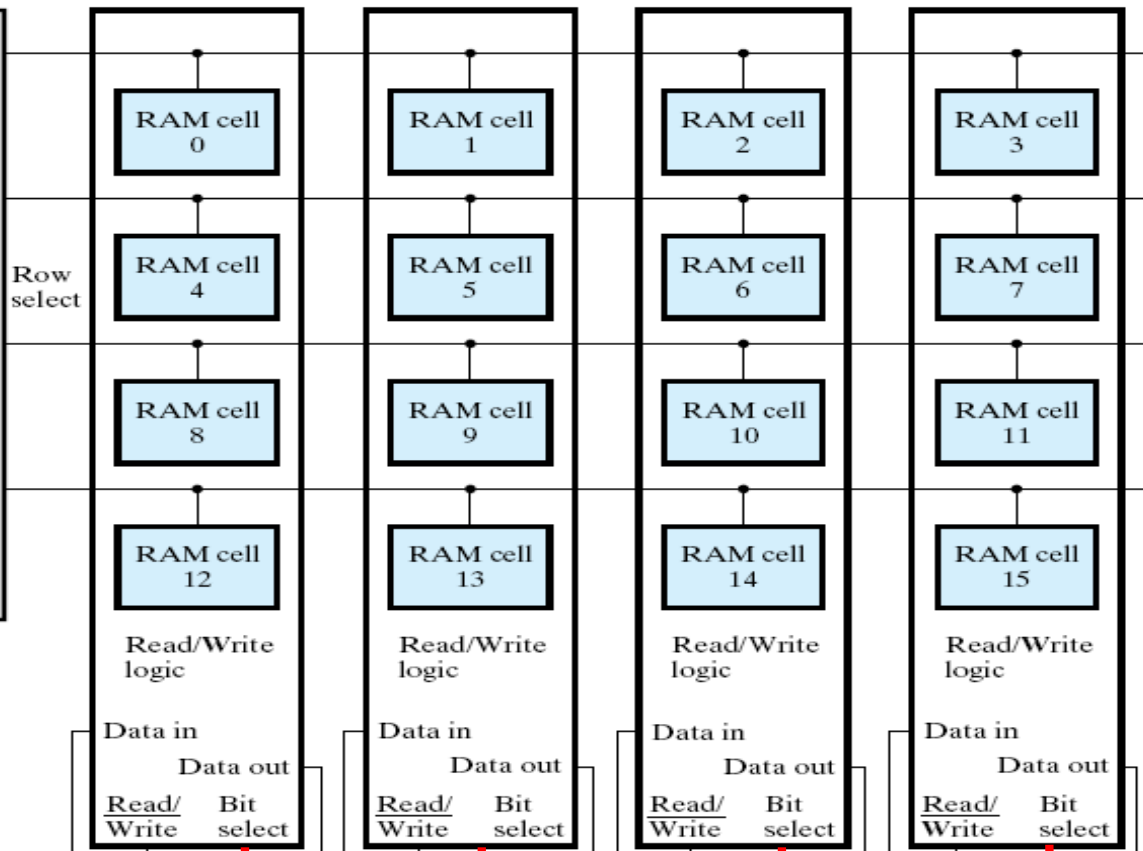 RAM cell
0
RAM cell
1
RAM cell
2
RAM cell
3
Row
select
RAM cell
4
RAM cell
5
RAM cell
6
RAM cell
7
RAM cell
8
RAM cell
9
RAM cell
10
RAM cell
11
RAM cell
12
RAM cell
13
RAM cell
14
RAM cell
15
Read/Write
logic
Read/Write
logic
Read/Write
logic
Read/Write
logic
Data in
Data in
Data in
Data in
Data out
Data out
Data out
Data out
Read/
Write
Bit
select
Read/
Write
Bit
select
Read/
Write
Bit
select
Read/
Write
Bit
select